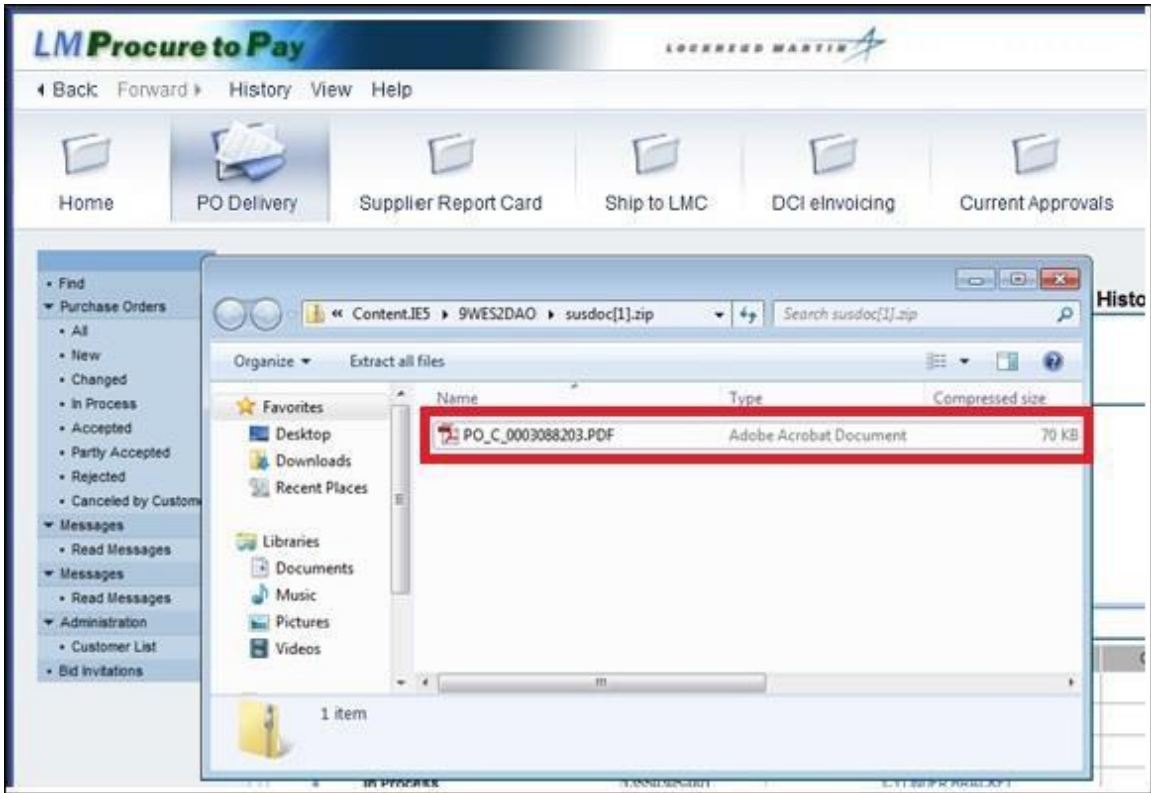 LM Procure to Pay
LOCKHEED MARTIN
Back Forward History View Help
Home PO Delivery Supplier Report Card Ship to LMC DCI eInvoicing Current Approvals
Find
Purchase Orders
All
New
Changed
In Process
Accepted
Partly Accepted
Rejected
Canceled by Custome
Messages
Read Messages
Messages
Read Messages
Administration
Customer List
Bid Invitations
Histo
« Content.IE5 9WES2DAO susdoc[1].zip Search susdoc[1].zip
Organize Extract all files
Name Type Compressed size
PO_C_0003088203.PDF Adobe Acrobat Document 70 KB
Favorites
Desktop
Downloads
Recent Places
Libraries
Documents
Music
Pictures
Videos
1 item
In Process